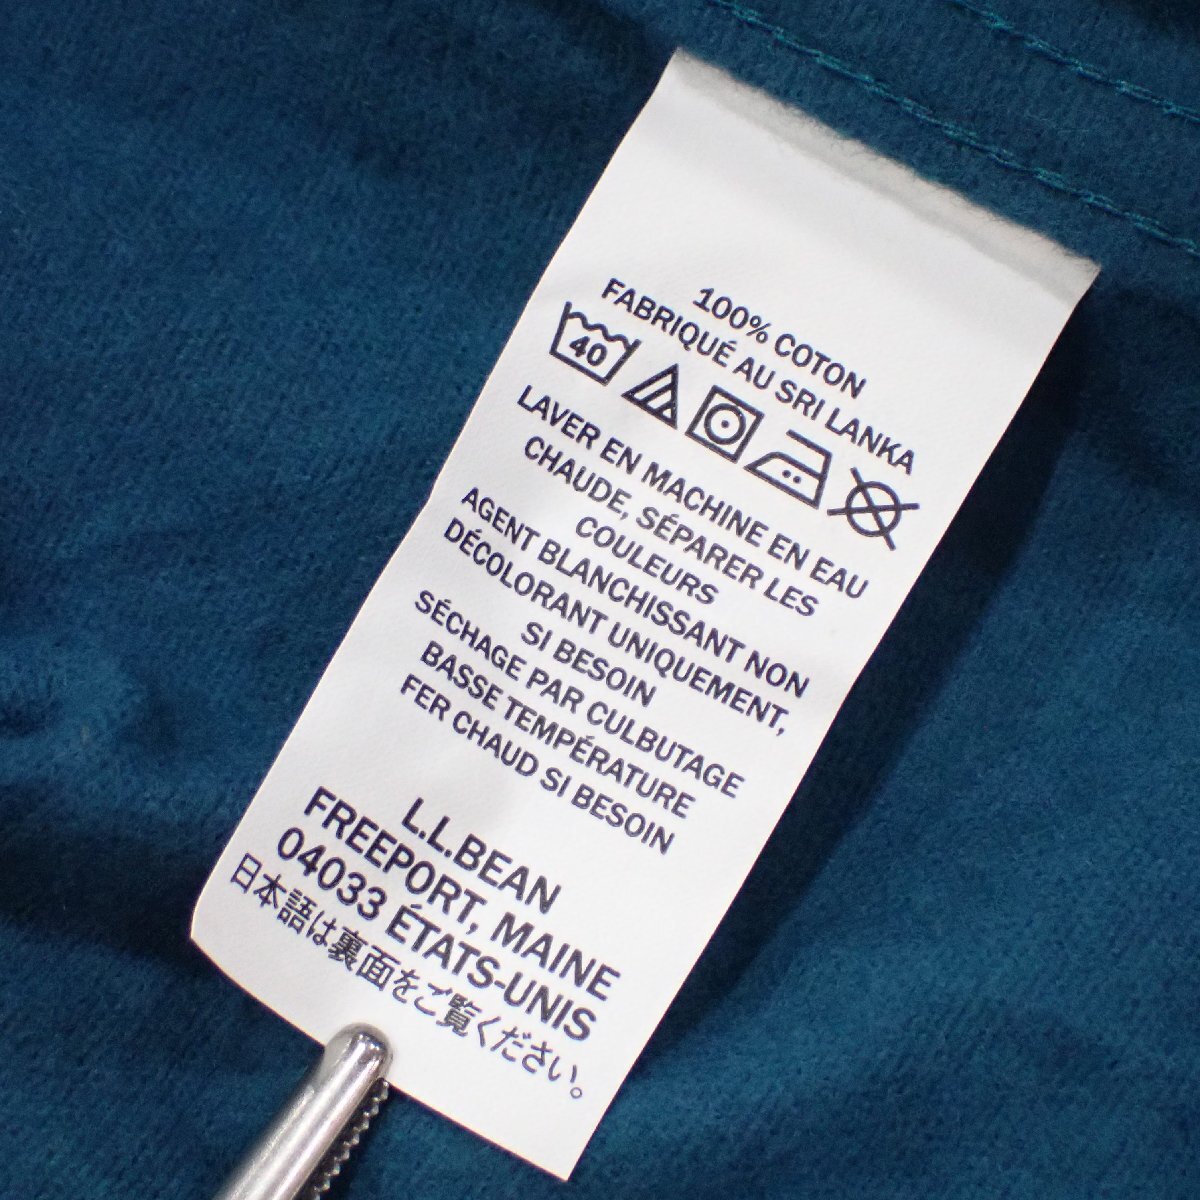 100% COTON
FABRIQUÉ AU SRI LANKA
40
LAVER EN MACHINE EN EAU
CHAUDE, SÉPARER LES
COULEURS
AGENT BLANCHISSANT NON
DÉCOLORANT UNIQUEMENT,
SI BESOIN
SÉCHAGE PAR CULBUTAGE
BASSE TEMPÉRATURE
FER CHAUD SI BESOIN
L.L.BEAN
FREEPORT, MAINE
04033 ÉTATS-UNIS
日本語は裏面をご覧ください。